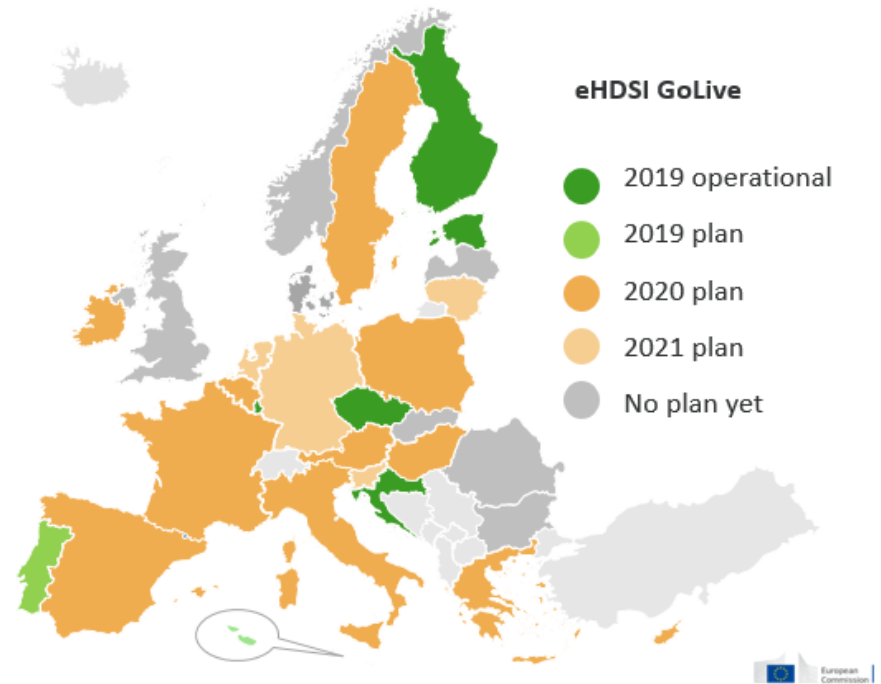 eHDSI GoLive
2019 operational
2019 plan
2020 plan
2021 plan
No plan yet
European
Commission